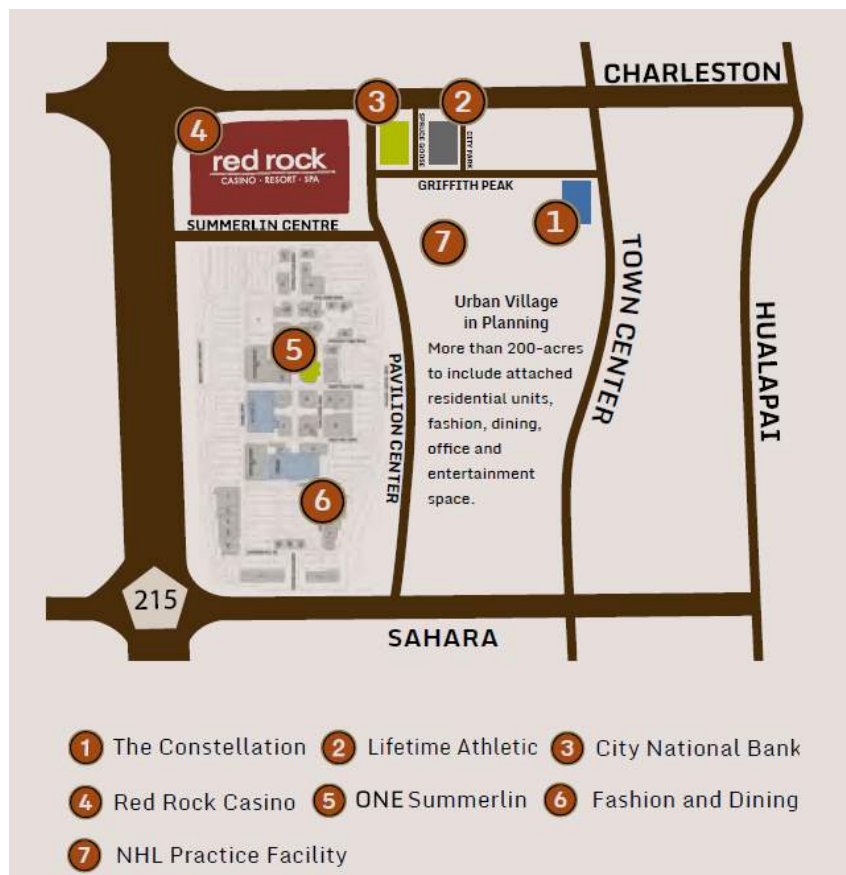 CHARLESTON
3
2
4
SPRUCE GOOSE
CITY PARK
red rock
CASINO · RESORT · SPA
GRIFFITH PEAK
1
SUMMERLIN CENTRE
7
TOWN CENTER
Urban Village
in Planning
More than 200-acres
to include attached
residential units,
fashion, dining,
office and
entertainment
space.
HUALAPAI
5
PAVILION CENTER
6
215
SAHARA
1 The Constellation 2 Lifetime Athletic 3 City National Bank
4 Red Rock Casino 5 ONE Summerlin 6 Fashion and Dining
7 NHL Practice Facility